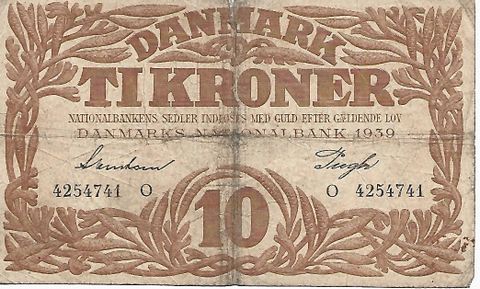 DANMARK
TI KRONER
NATIONALBANKENS SEDLER INDLØSES MED GULD EFTER GÆLDENDE LOV
DANMARKS NATIONALBANK 1939
4254741 O O 4254741
10